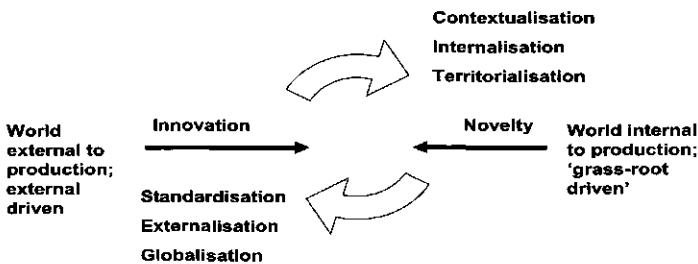 Contextualisation
Internalisation
Territorialisation
World
external to
production;
external
driven
Innovation
Novelty
World internal
to production;
'grass-root
driven'
Standardisation
Externalisation
Globalisation